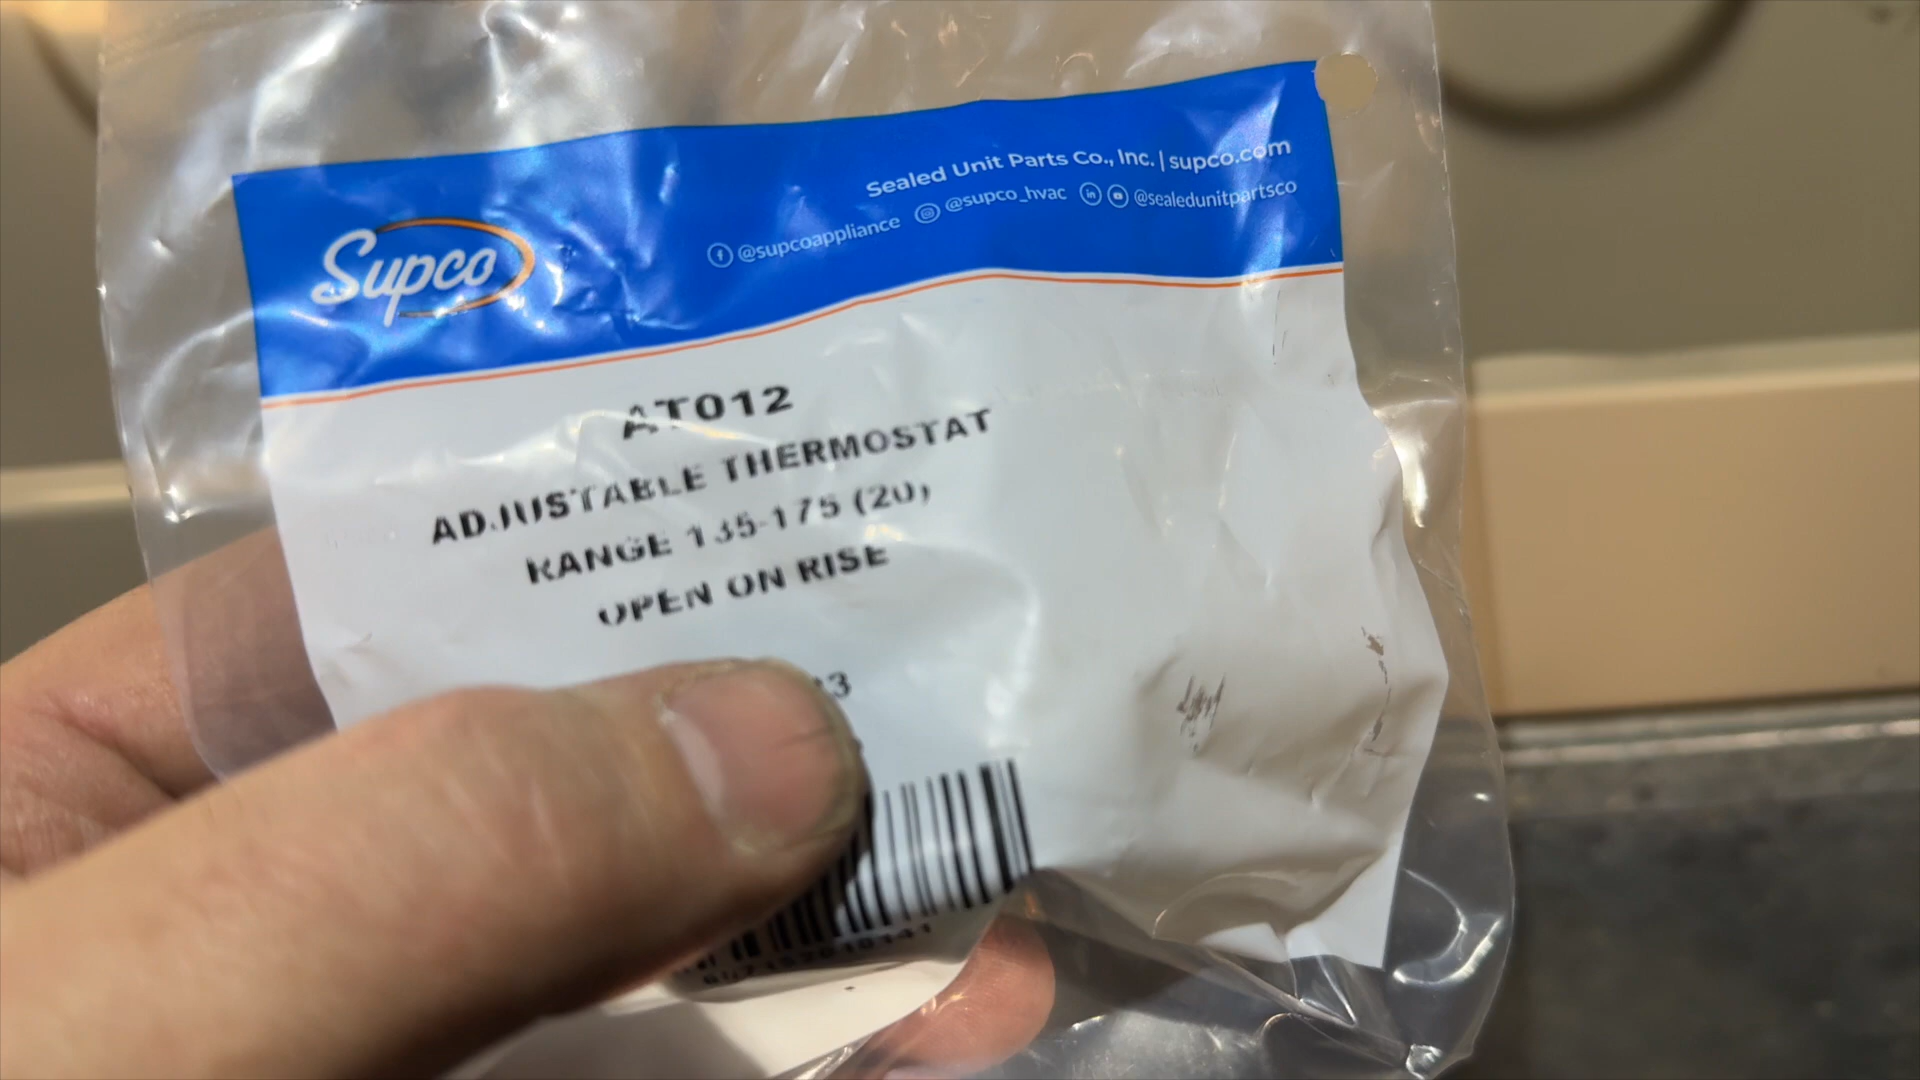 Sealed Unit Parts Co., Inc. | supco.com
@supcoappliance @supco_hvac @sealedunitpartsco
Supco
AT012
ADJUSTABLE THERMOSTAT
RANGE 135-175 (20)
OPEN ON RISE